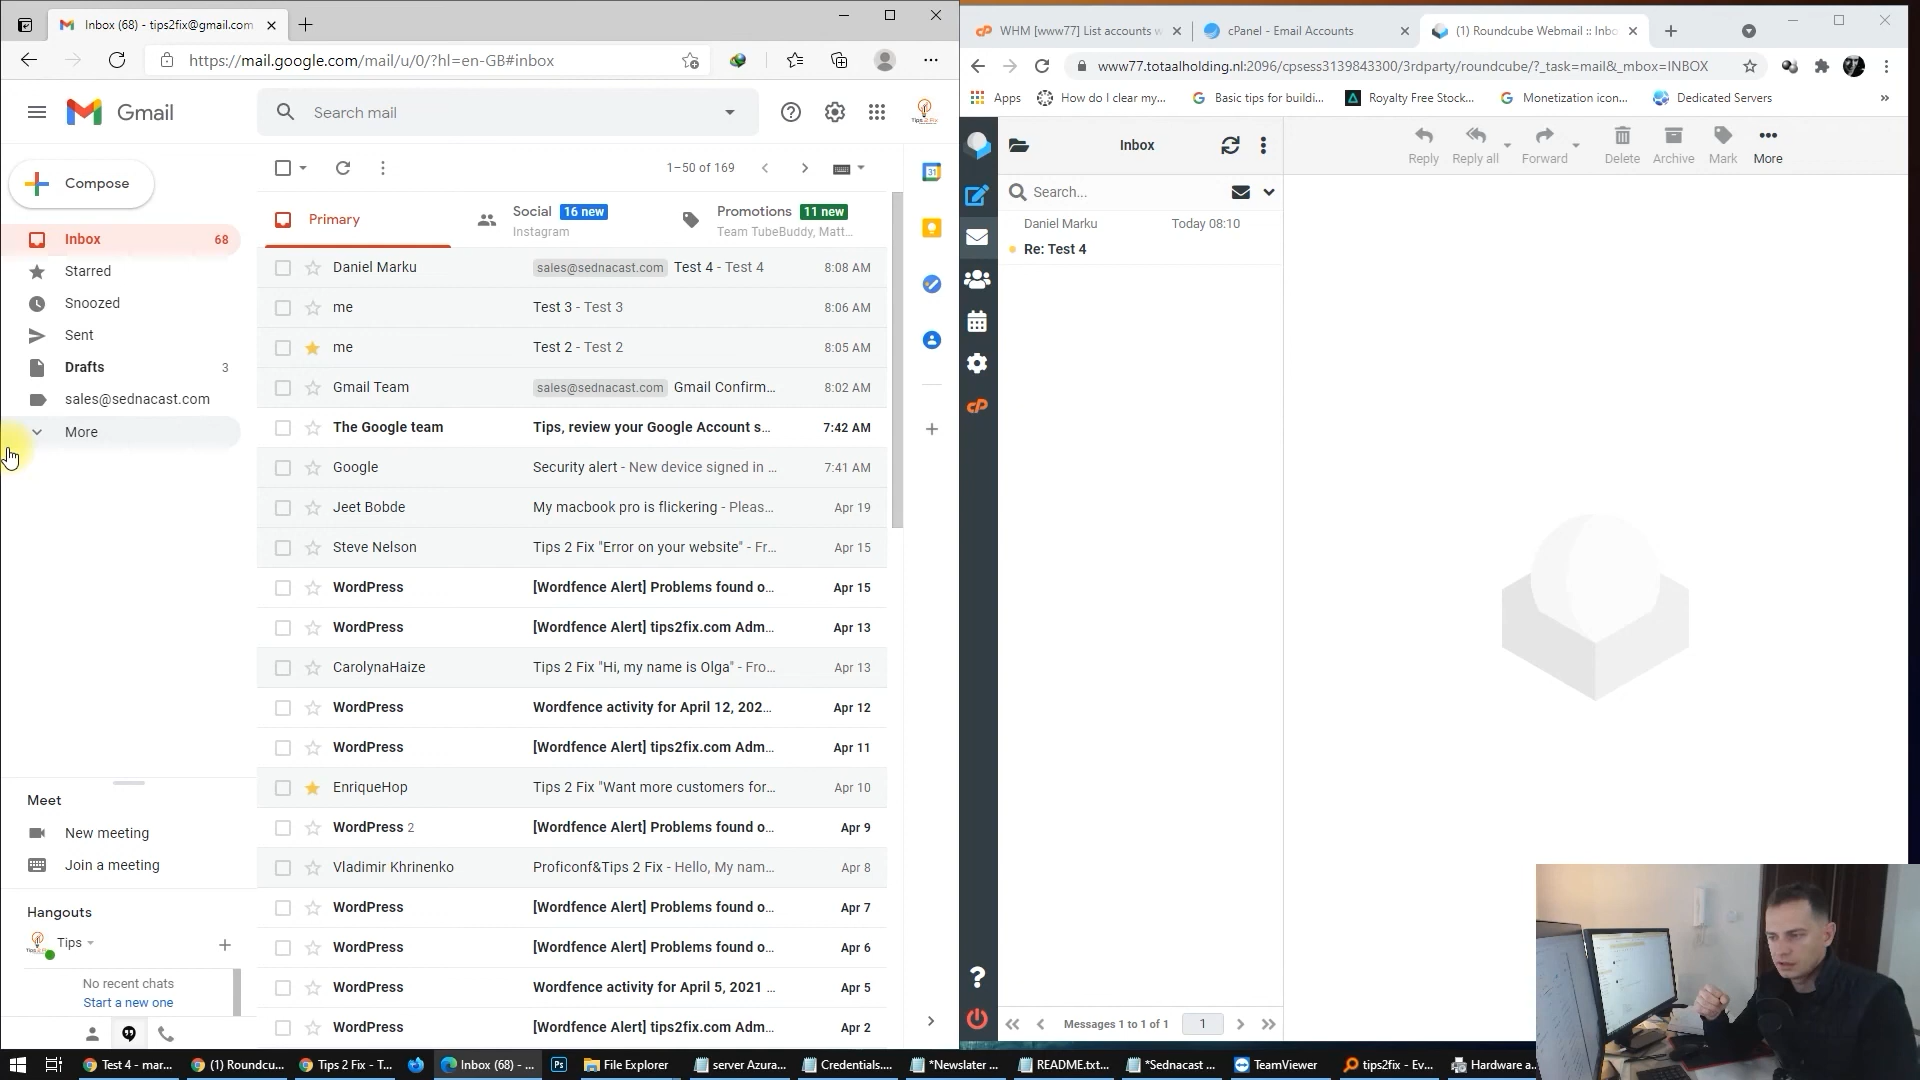 Inbox (68) - tips2fix@gmail.com
https://mail.google.com/mail/u/0/?hl=en-GB#inbox
Gmail
Search mail
Tips 2 Fix
Compose
1–50 of 169
Inbox 68
Starred
Snoozed
Sent
Drafts 3
sales@sednacast.com
More
Primary
Social 16 new
Instagram
Promotions 11 new
Team TubeBuddy, Matt…
Daniel Marku sales@sednacast.com Test 4 - Test 4 8:08 AM
me Test 3 - Test 3 8:06 AM
me Test 2 - Test 2 8:05 AM
Gmail Team sales@sednacast.com Gmail Confirm... 8:02 AM
The Google team Tips, review your Google Account s... 7:42 AM
Google Security alert - New device signed in ... 7:41 AM
Jeet Bobde My macbook pro is flickering - Pleas... Apr 19
Steve Nelson Tips 2 Fix "Error on your website" - Fr... Apr 15
WordPress [Wordfence Alert] Problems found o... Apr 15
WordPress [Wordfence Alert] tips2fix.com Adm... Apr 13
CarolynaHaize Tips 2 Fix "Hi, my name is Olga" - Fro... Apr 13
WordPress Wordfence activity for April 12, 202... Apr 12
WordPress [Wordfence Alert] tips2fix.com Adm... Apr 11
EnriqueHop Tips 2 Fix "Want more customers for... Apr 10
WordPress 2 [Wordfence Alert] Problems found o... Apr 9
Vladimir Khrinenko Proficonf&Tips 2 Fix - Hello, My nam... Apr 8
WordPress [Wordfence Alert] Problems found o... Apr 7
WordPress [Wordfence Alert] Problems found o... Apr 6
WordPress Wordfence activity for April 5, 2021 ... Apr 5
WordPress [Wordfence Alert] tips2fix.com Adm... Apr 2
Meet
New meeting
Join a meeting
Hangouts
Tips
No recent chats
Start a new one
31
WHM [www77] List accounts
cPanel - Email Accounts
(1) Roundcube Webmail :: Inbo
www77.totaalholding.nl:2096/cpsess3139843300/3rdparty/roundcube/?_task=mail&_mbox=INBOX
Apps
How do I clear my...
Basic tips for buildi...
Royalty Free Stock...
Monetization icon...
Dedicated Servers
»
Inbox
Reply
Reply all
Forward
Delete
Archive
Mark
More
Search...
Daniel Marku Today 08:10
Re: Test 4
cP
?
Messages 1 to 1 of 1
1
Test 4 - mar...
(1) Roundcu...
Tips 2 Fix - T...
Inbox (68) - ...
Ps
File Explorer
server Azura...
Credentials....
*Newslater ...
README.txt...
*Sednacast ...
TeamViewer
tips2fix - Ev...
Hardware a...